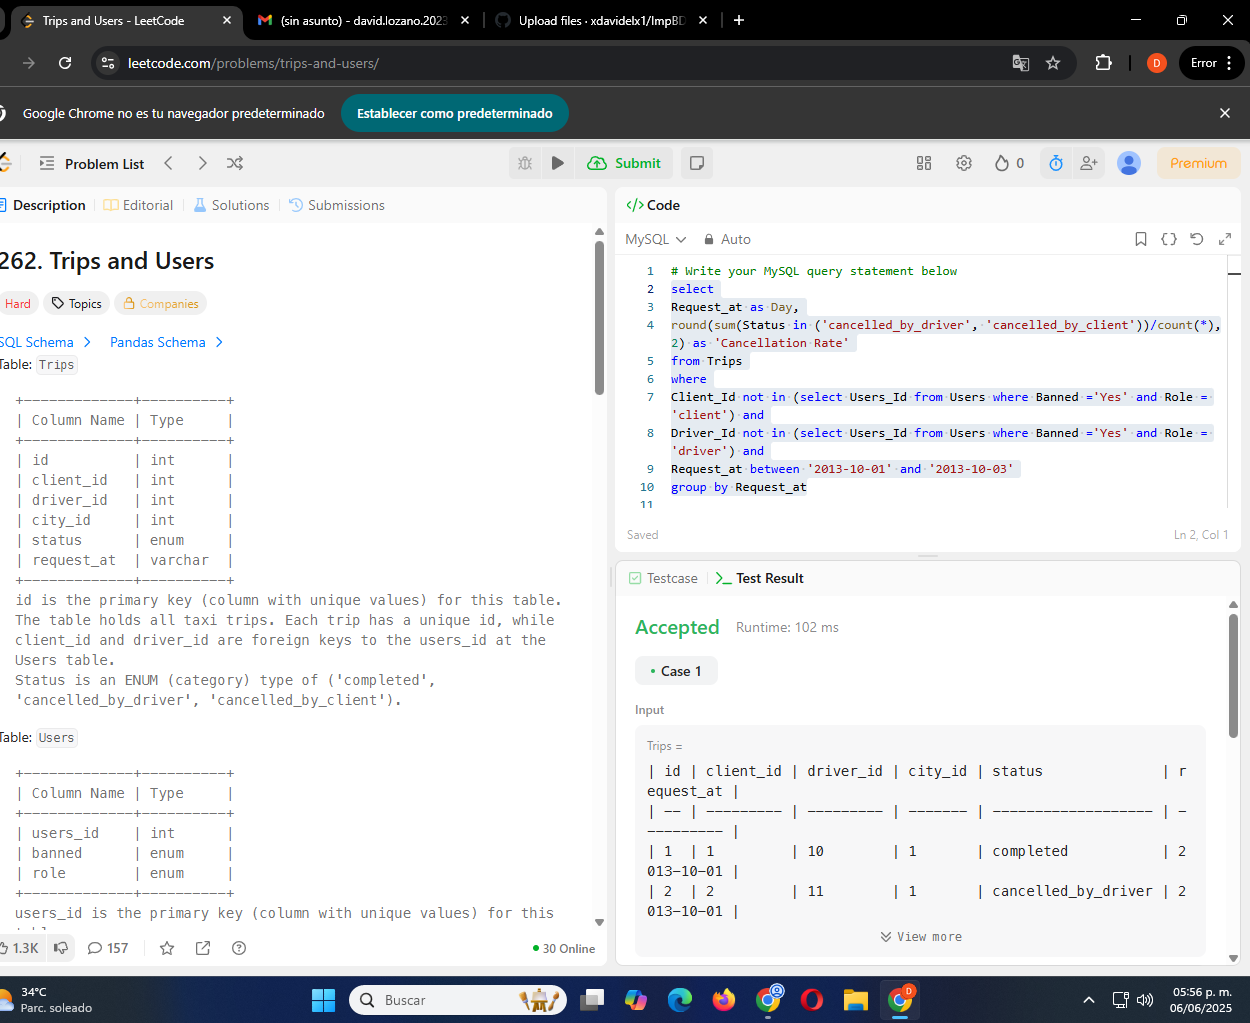 Trips and Users - LeetCode
(sin asunto) - david.lozano.2023
Upload files · xdavidelx1/ImpBD
leetcode.com/problems/trips-and-users/
D
Error
Google Chrome no es tu navegador predeterminado
Establecer como predeterminado
Problem List
Submit
0
Premium
Description
Editorial
Solutions
Submissions
262. Trips and Users
Hard
Topics
Companies
SQL Schema
Pandas Schema
Table: Trips
+-------------+----------+
| Column Name | Type     |
+-------------+----------+
| id          | int      |
| client_id   | int      |
| driver_id   | int      |
| city_id     | int      |
| status      | enum     |
| request_at  | varchar  |
+-------------+----------+
id is the primary key (column with unique values) for this table.
The table holds all taxi trips. Each trip has a unique id, while
client_id and driver_id are foreign keys to the users_id at the
Users table.
Status is an ENUM (category) type of ('completed',
'cancelled_by_driver', 'cancelled_by_client').
Table: Users
+-------------+----------+
| Column Name | Type     |
+-------------+----------+
| users_id    | int      |
| banned      | enum     |
| role        | enum     |
+-------------+----------+
users_id is the primary key (column with unique values) for this
1.3K
157
30 Online
Code
MySQL
Auto
1 # Write your MySQL query statement below
2 select
3 Request_at as Day,
4 round(sum(Status in ('cancelled_by_driver', 'cancelled_by_client'))/count(*),
2) as 'Cancellation Rate'
5 from Trips
6 where
7 Client_Id not in (select Users_Id from Users where Banned ='Yes' and Role =
'client') and
8 Driver_Id not in (select Users_Id from Users where Banned ='Yes' and Role =
'driver') and
9 Request_at between '2013-10-01' and '2013-10-03'
10 group by Request_at
11
Saved
Ln 2, Col 1
Testcase
Test Result
Accepted
Runtime: 102 ms
Case 1
Input
Trips =
| id | client_id | driver_id | city_id | status              | r
equest_at |
| -- | --------- | --------- | ------- | ------------------- | -
--------- |
| 1  | 1         | 10        | 1       | completed           | 2
013-10-01 |
| 2  | 2         | 11        | 1       | cancelled_by_driver | 2
013-10-01 |
View more
34°C
Parc. soleado
Buscar
D
05:56 p. m.
06/06/2025